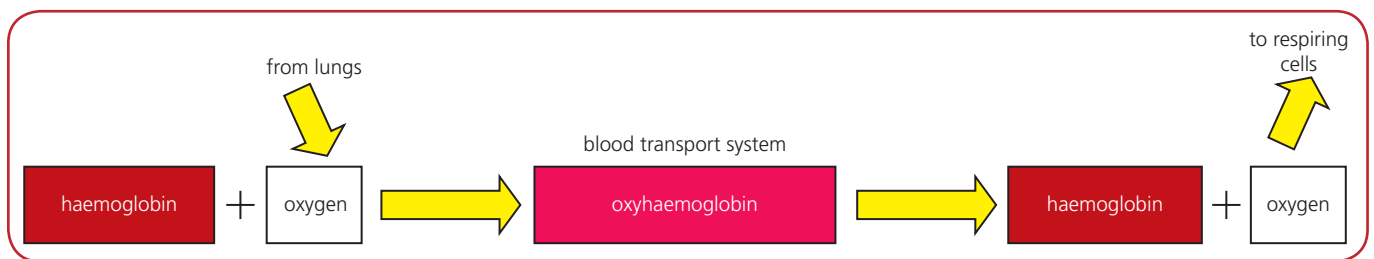 from lungs
to respiring
cells
blood transport system
haemoglobin + oxygen
oxyhaemoglobin
haemoglobin + oxygen